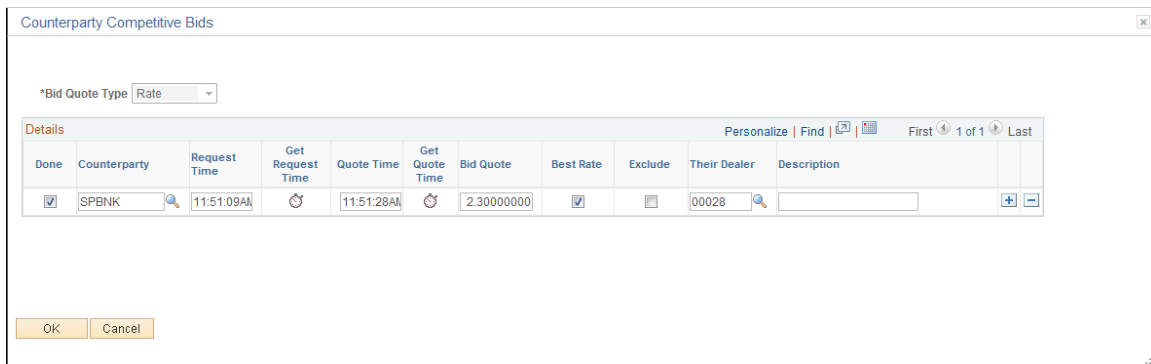 Counterparty Competitive Bids
*Bid Quote Type Rate
Details Personalize | Find | | First 1 of 1 Last
Done Counterparty Request Time Get Request Time Quote Time Get Quote Time Bid Quote Best Rate Exclude Their Dealer Description
SPBNK 11:51:09AM 11:51:28AM 2.30000000 00028
OK Cancel